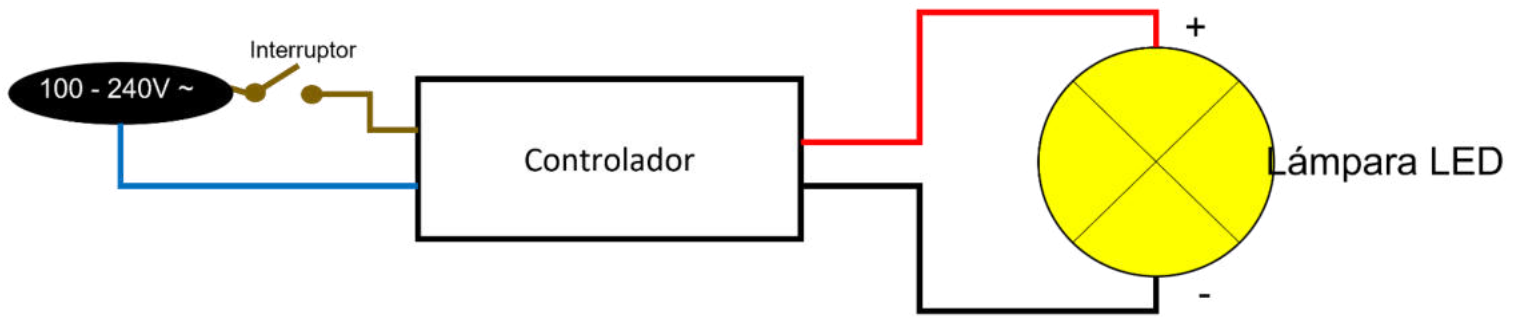 Interruptor
100 - 240V ~
+
Controlador
Lámpara LED
-